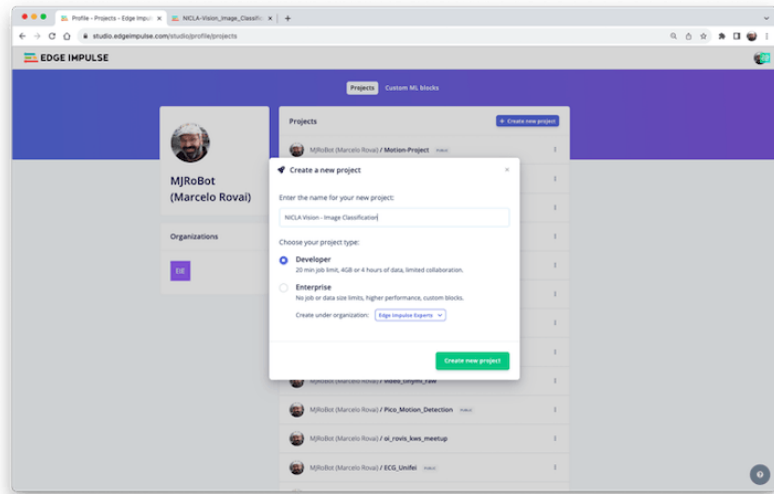 Profile - Projects - Edge Impul
NICLA-Vision_Image_Classific
studio.edgeimpulse.com/studio/profile/projects
EDGE IMPULSE
Projects
Custom ML blocks
MJRoBot
(Marcelo Rovai)
Organizations
EIE
Projects
+ Create new project
MJRoBot (Marcelo Rovai) / Motion-Project
Create a new project
Enter the name for your new project:
NICLA Vision - Image Classification
Choose your project type:
Developer
20 min job limit, 4GB or 4 hours of data, limited collaboration.
Enterprise
No job or data size limits, higher performance, custom blocks.
Create under organization:
Edge Impulse Experts
Create new project
MJRoBot (Marcelo Rovai) / Pico_Motion_Detection
MJRoBot (Marcelo Rovai) / oi_rovis_kws_meetup
MJRoBot (Marcelo Rovai) / ECG_Unifei